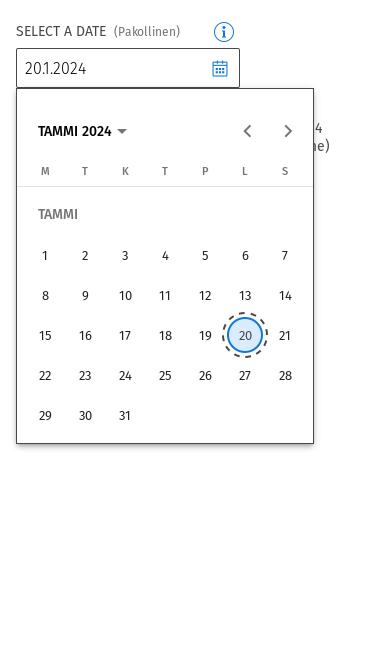 SELECT A DATE (Pakollinen)
20.1.2024
4
TAMMI 2024
ne)
M T K T P L S
TAMMI
1 2 3 4 5 6 7
8 9 10 11 12 13 14
15 16 17 18 19 20 21
22 23 24 25 26 27 28
29 30 31